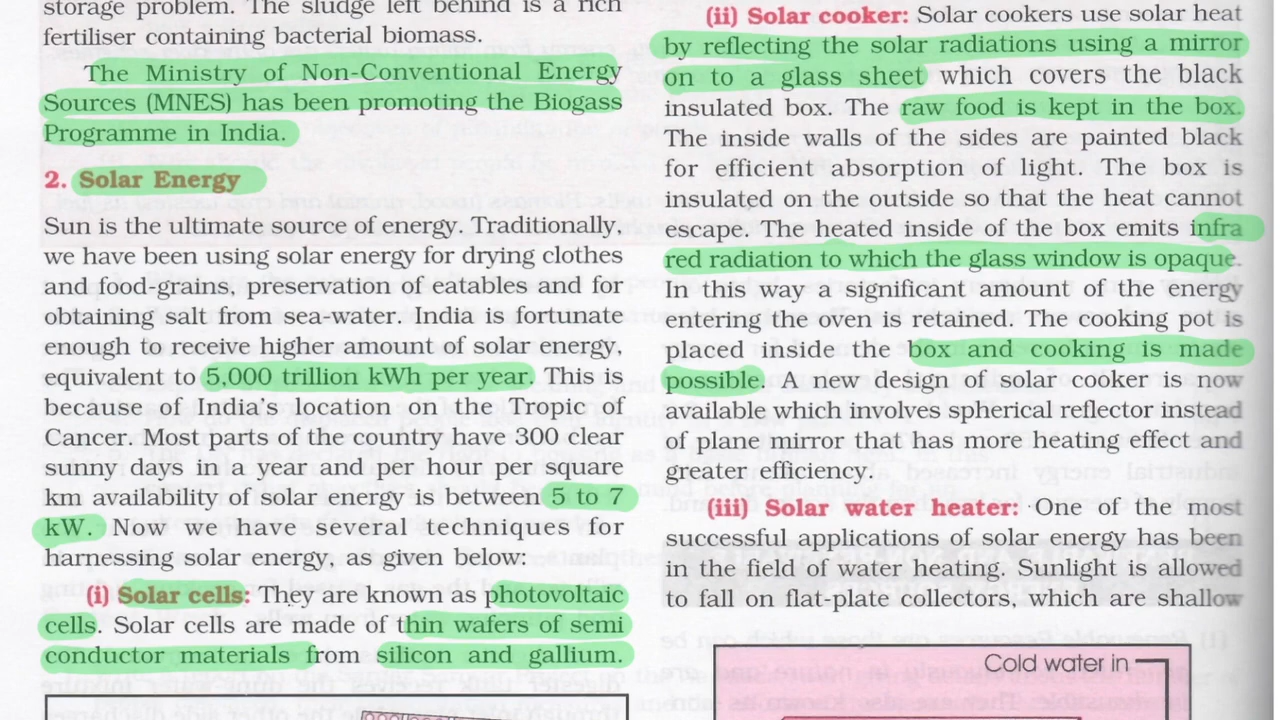 storage problem. The sludge left behind is a rich
fertiliser containing bacterial biomass.
The Ministry of Non-Conventional Energy
Sources (MNES) has been promoting the Biogass
Programme in India.
2. Solar Energy
Sun is the ultimate source of energy. Traditionally,
we have been using solar energy for drying clothes
and food-grains, preservation of eatables and for
obtaining salt from sea-water. India is fortunate
enough to receive higher amount of solar energy,
equivalent to 5,000 trillion kWh per year. This is
because of India's location on the Tropic of
Cancer. Most parts of the country have 300 clear
sunny days in a year and per hour per square
km availability of solar energy is between 5 to 7
kW. Now we have several techniques for
harnessing solar energy, as given below:
(i) Solar cells: They are known as photovoltaic
cells. Solar cells are made of thin wafers of semi
conductor materials from silicon and gallium.
(ii) Solar cooker: Solar cookers use solar heat
by reflecting the solar radiations using a mirror
on to a glass sheet which covers the black
insulated box. The raw food is kept in the box.
The inside walls of the sides are painted black
for efficient absorption of light. The box is
insulated on the outside so that the heat cannot
escape. The heated inside of the box emits infra
red radiation to which the glass window is opaque.
In this way a significant amount of the energy
entering the oven is retained. The cooking pot is
placed inside the box and cooking is made
possible. A new design of solar cooker is now
available which involves spherical reflector instead
of plane mirror that has more heating effect and
greater efficiency.
(iii) Solar water heater: One of the most
successful applications of solar energy has been
in the field of water heating. Sunlight is allowed
to fall on flat-plate collectors, which are shallow
Cold water in